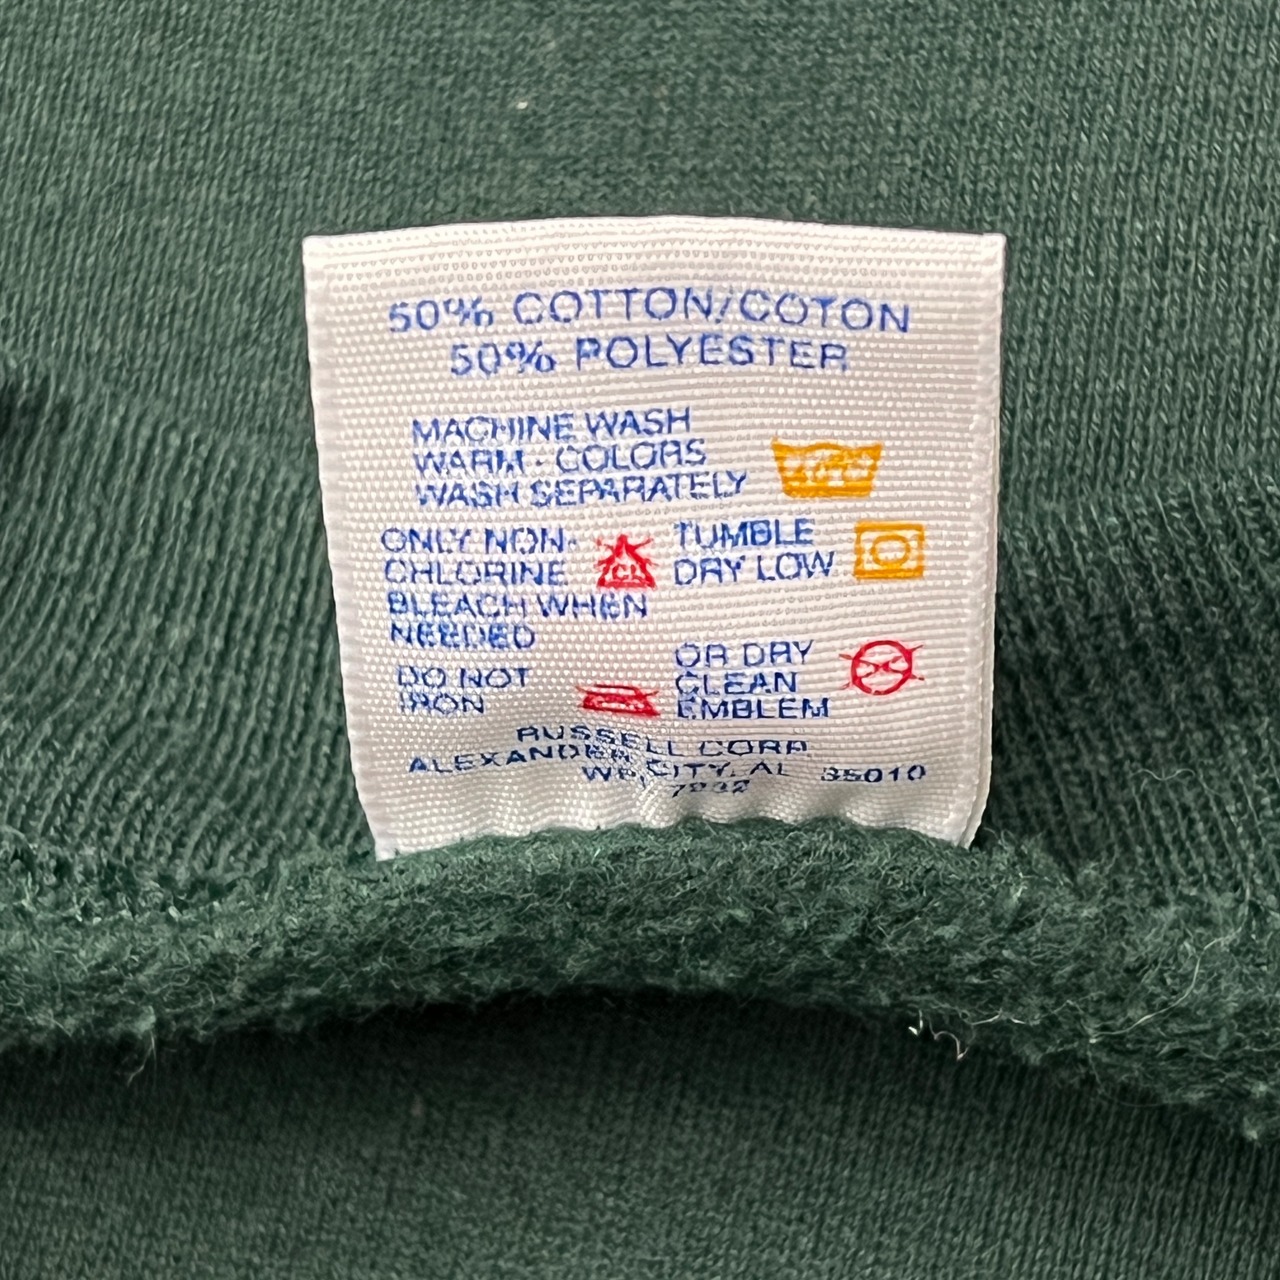 50% COTTON/COTON
50% POLYESTER
MACHINE WASH
WARM - COLORS
WASH SEPARATELY
ONLY NON-
CHLORINE
BLEACH WHEN
NEEDED
CL
TUMBLE
DRY LOW
DO NOT
IRON
OR DRY
CLEAN
EMBLEM
RUSSELL CORP
ALEXANDER
CITY, AL 35010